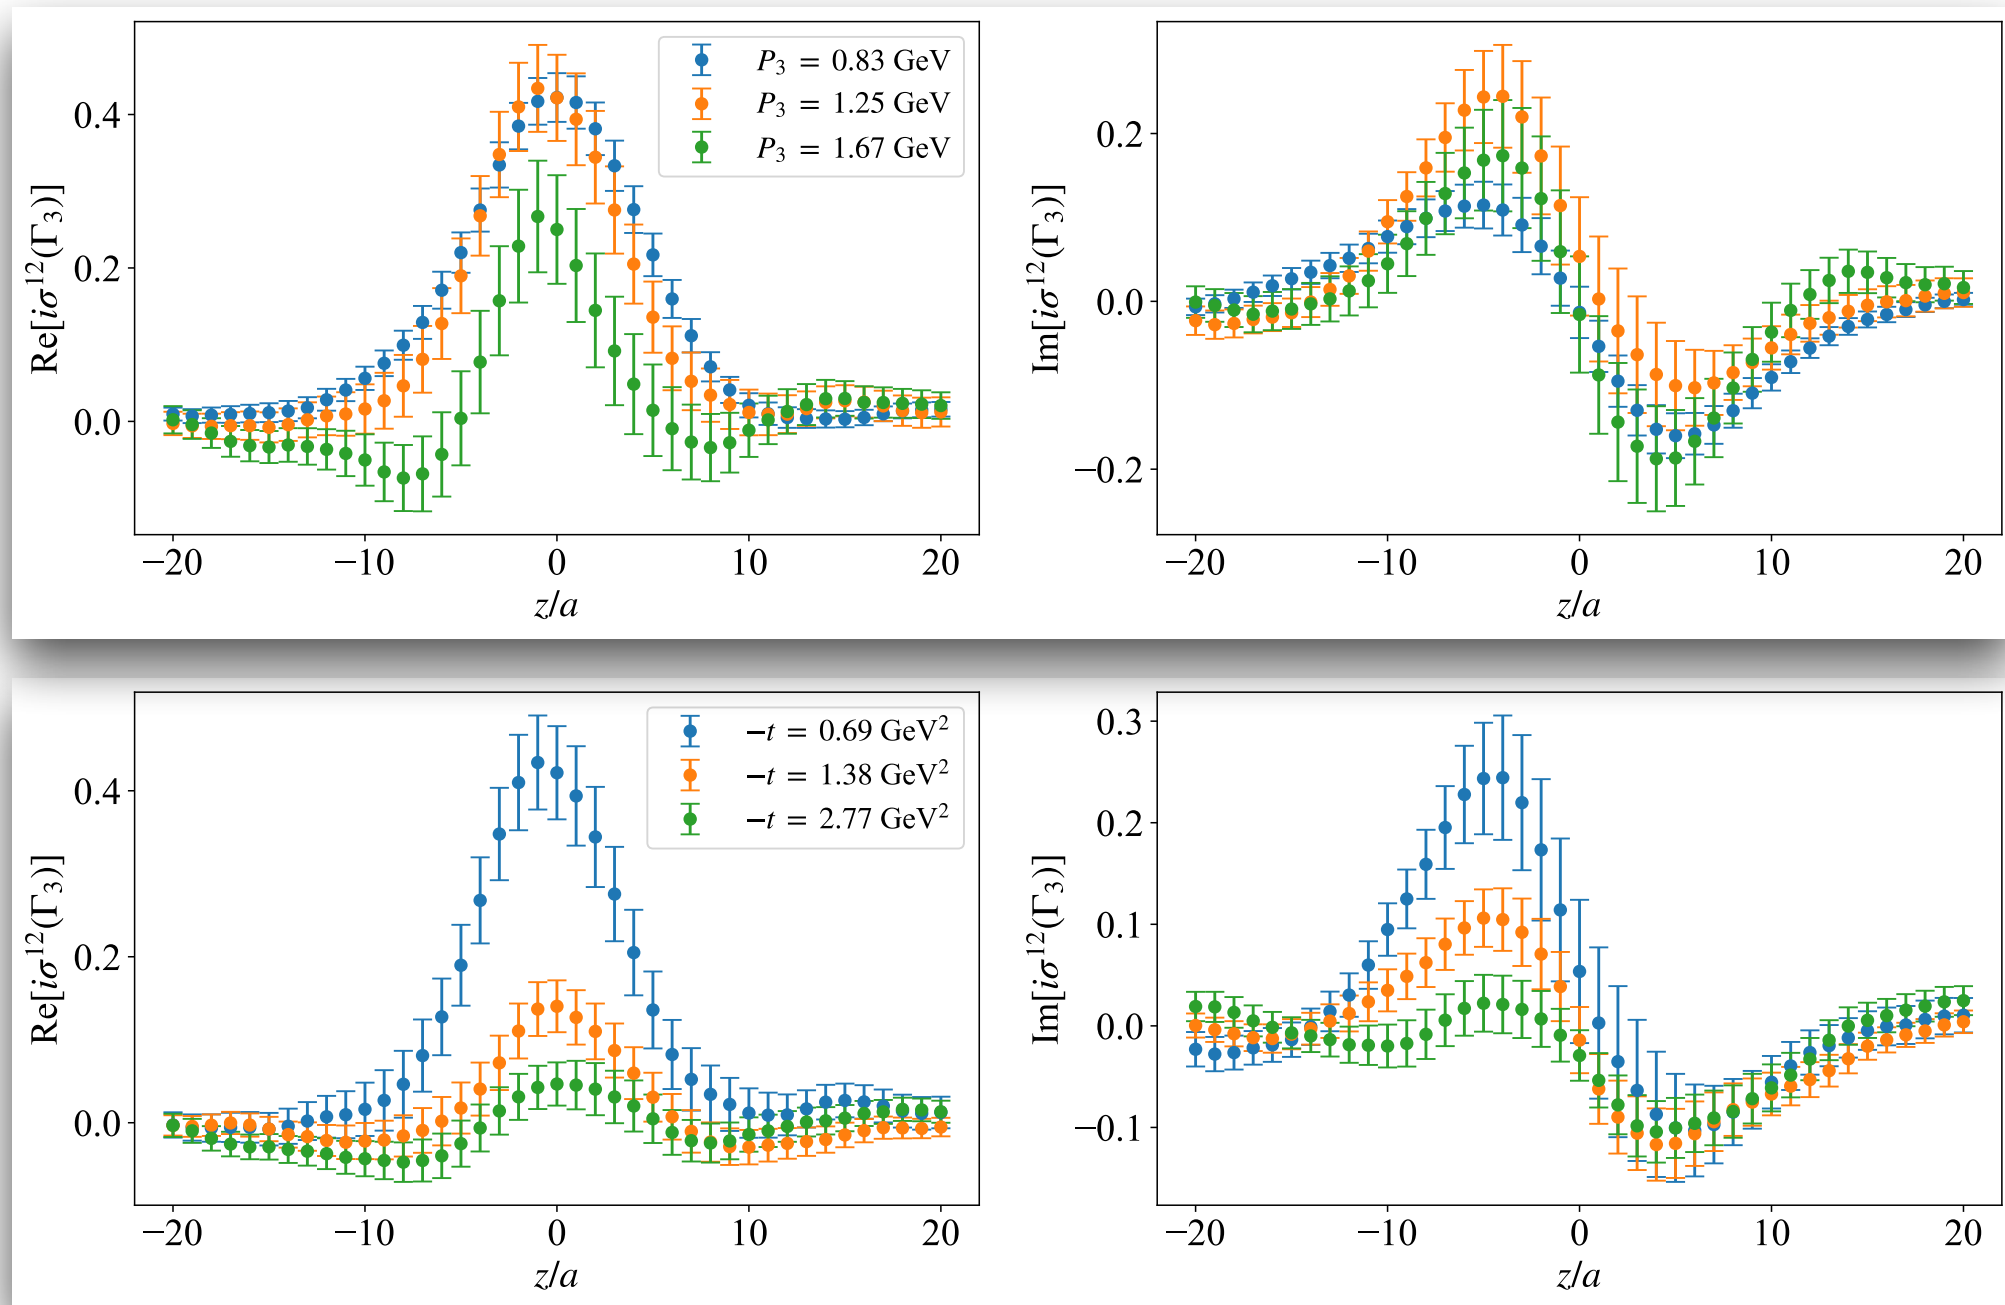 Re[iσ¹²(Γ₃)]
0.4
0.2
0.0
−20
−10
0
10
20
z/a
P₃ = 0.83 GeV
P₃ = 1.25 GeV
P₃ = 1.67 GeV
Im[iσ¹²(Γ₃)]
0.2
0.0
−0.2
−20
−10
0
10
20
z/a
Re[iσ¹²(Γ₃)]
0.4
0.2
0.0
−20
−10
0
10
20
z/a
−t = 0.69 GeV²
−t = 1.38 GeV²
−t = 2.77 GeV²
Im[iσ¹²(Γ₃)]
0.3
0.2
0.1
0.0
−0.1
−20
−10
0
10
20
z/a